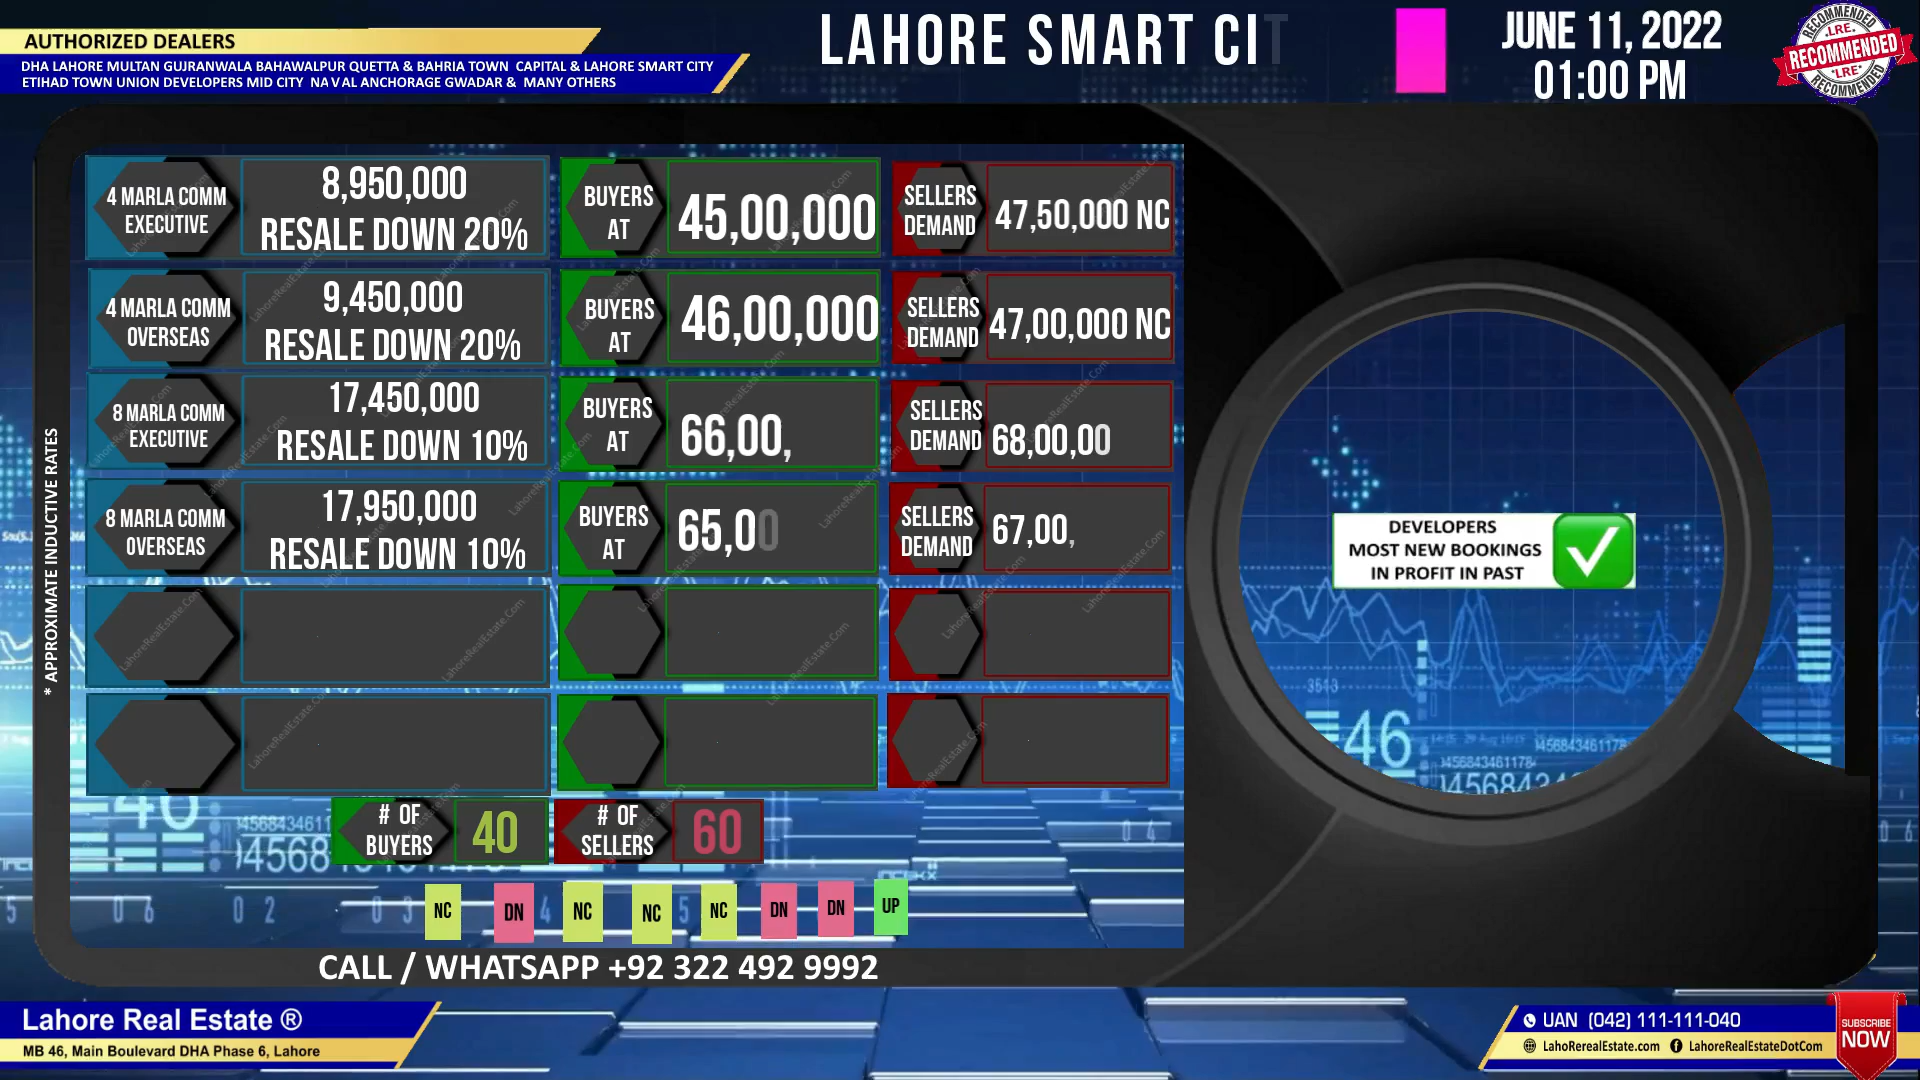 AUTHORIZED DEALERS
DHA LAHORE MULTAN GUJRANWALA BAHAWALPUR QUETTA & BAHRIA TOWN CAPITAL & LAHORE SMART CITY
ETIHAD TOWN UNION DEVELOPERS MID CITY NAVAL ANCHORAGE GWADAR & MANY OTHERS
LAHORE SMART CIT
JUNE 11, 2022
01:00 PM
RECOMMENDED
.LRE.
RECOMMENDED
*LRE*
RECOMMENDED
4 MARLA COMM
EXECUTIVE
8,950,000
RESALE DOWN 20%
BUYERS
AT
45,00,000
SELLERS
DEMAND
47,50,000 NC
4 MARLA COMM
OVERSEAS
9,450,000
RESALE DOWN 20%
BUYERS
AT
46,00,000
SELLERS
DEMAND
47,00,000 NC
8 MARLA COMM
EXECUTIVE
17,450,000
RESALE DOWN 10%
BUYERS
AT
66,00,
SELLERS
DEMAND
68,00,00
8 MARLA COMM
OVERSEAS
17,950,000
RESALE DOWN 10%
BUYERS
AT
65,00
SELLERS
DEMAND
67,00,
* APPROXIMATE INDUCTIVE RATES
DEVELOPERS
MOST NEW BOOKINGS
IN PROFIT IN PAST
# OF
BUYERS
40
# OF
SELLERS
60
NC DN NC NC NC DN DN UP
CALL / WHATSAPP +92 322 492 9992
Lahore Real Estate ®
MB 46, Main Boulevard DHA Phase 6, Lahore
UAN (042) 111-111-040
LahoRerealEstate.com LahoreRealEstateDotCom
SUBSCRIBE
NOW